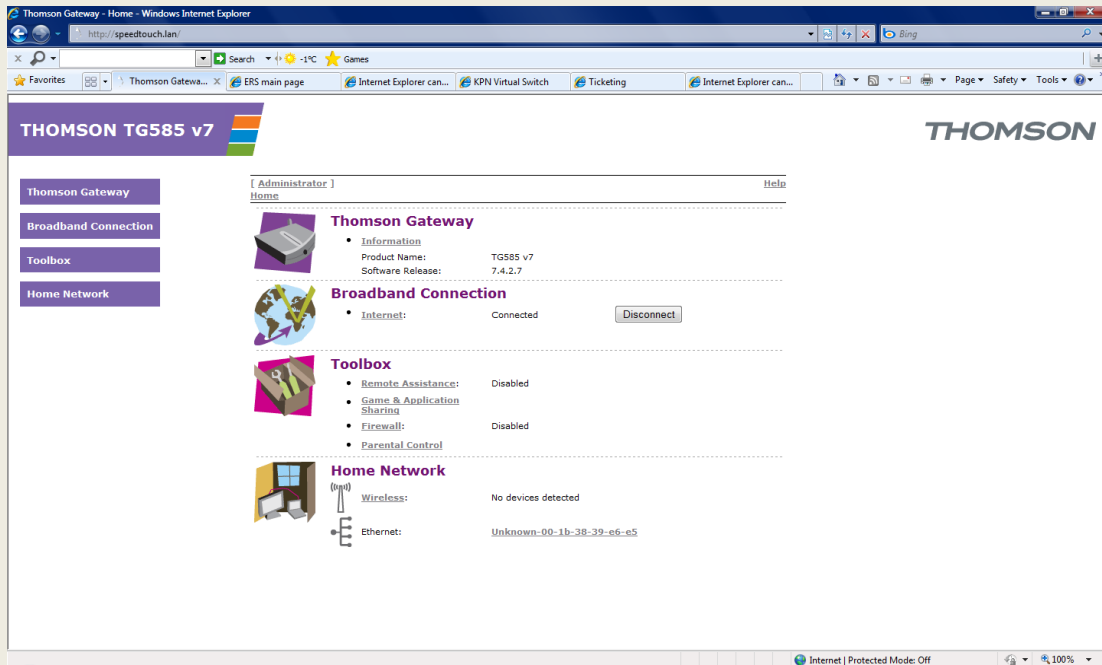 Thomson Gateway - Home - Windows Internet Explorer
http://speedtouch.lan/
Bing
Search -1°C Games
Favorites Thomson Gatewa... ERS main page Internet Explorer can... KPN Virtual Switch Ticketing Internet Explorer can... Page Safety Tools
THOMSON TG585 v7
THOMSON
Thomson Gateway
Broadband Connection
Toolbox
Home Network
[ Administrator ] Help
Home
Thomson Gateway
Information
Product Name: TG585 v7
Software Release: 7.4.2.7
Broadband Connection
Internet: Connected Disconnect
Toolbox
Remote Assistance: Disabled
Game & Application
Sharing
Firewall: Disabled
Parental Control
Home Network
Wireless: No devices detected
Ethernet: Unknown-00-1b-38-39-e6-e5
Internet | Protected Mode: Off 100%